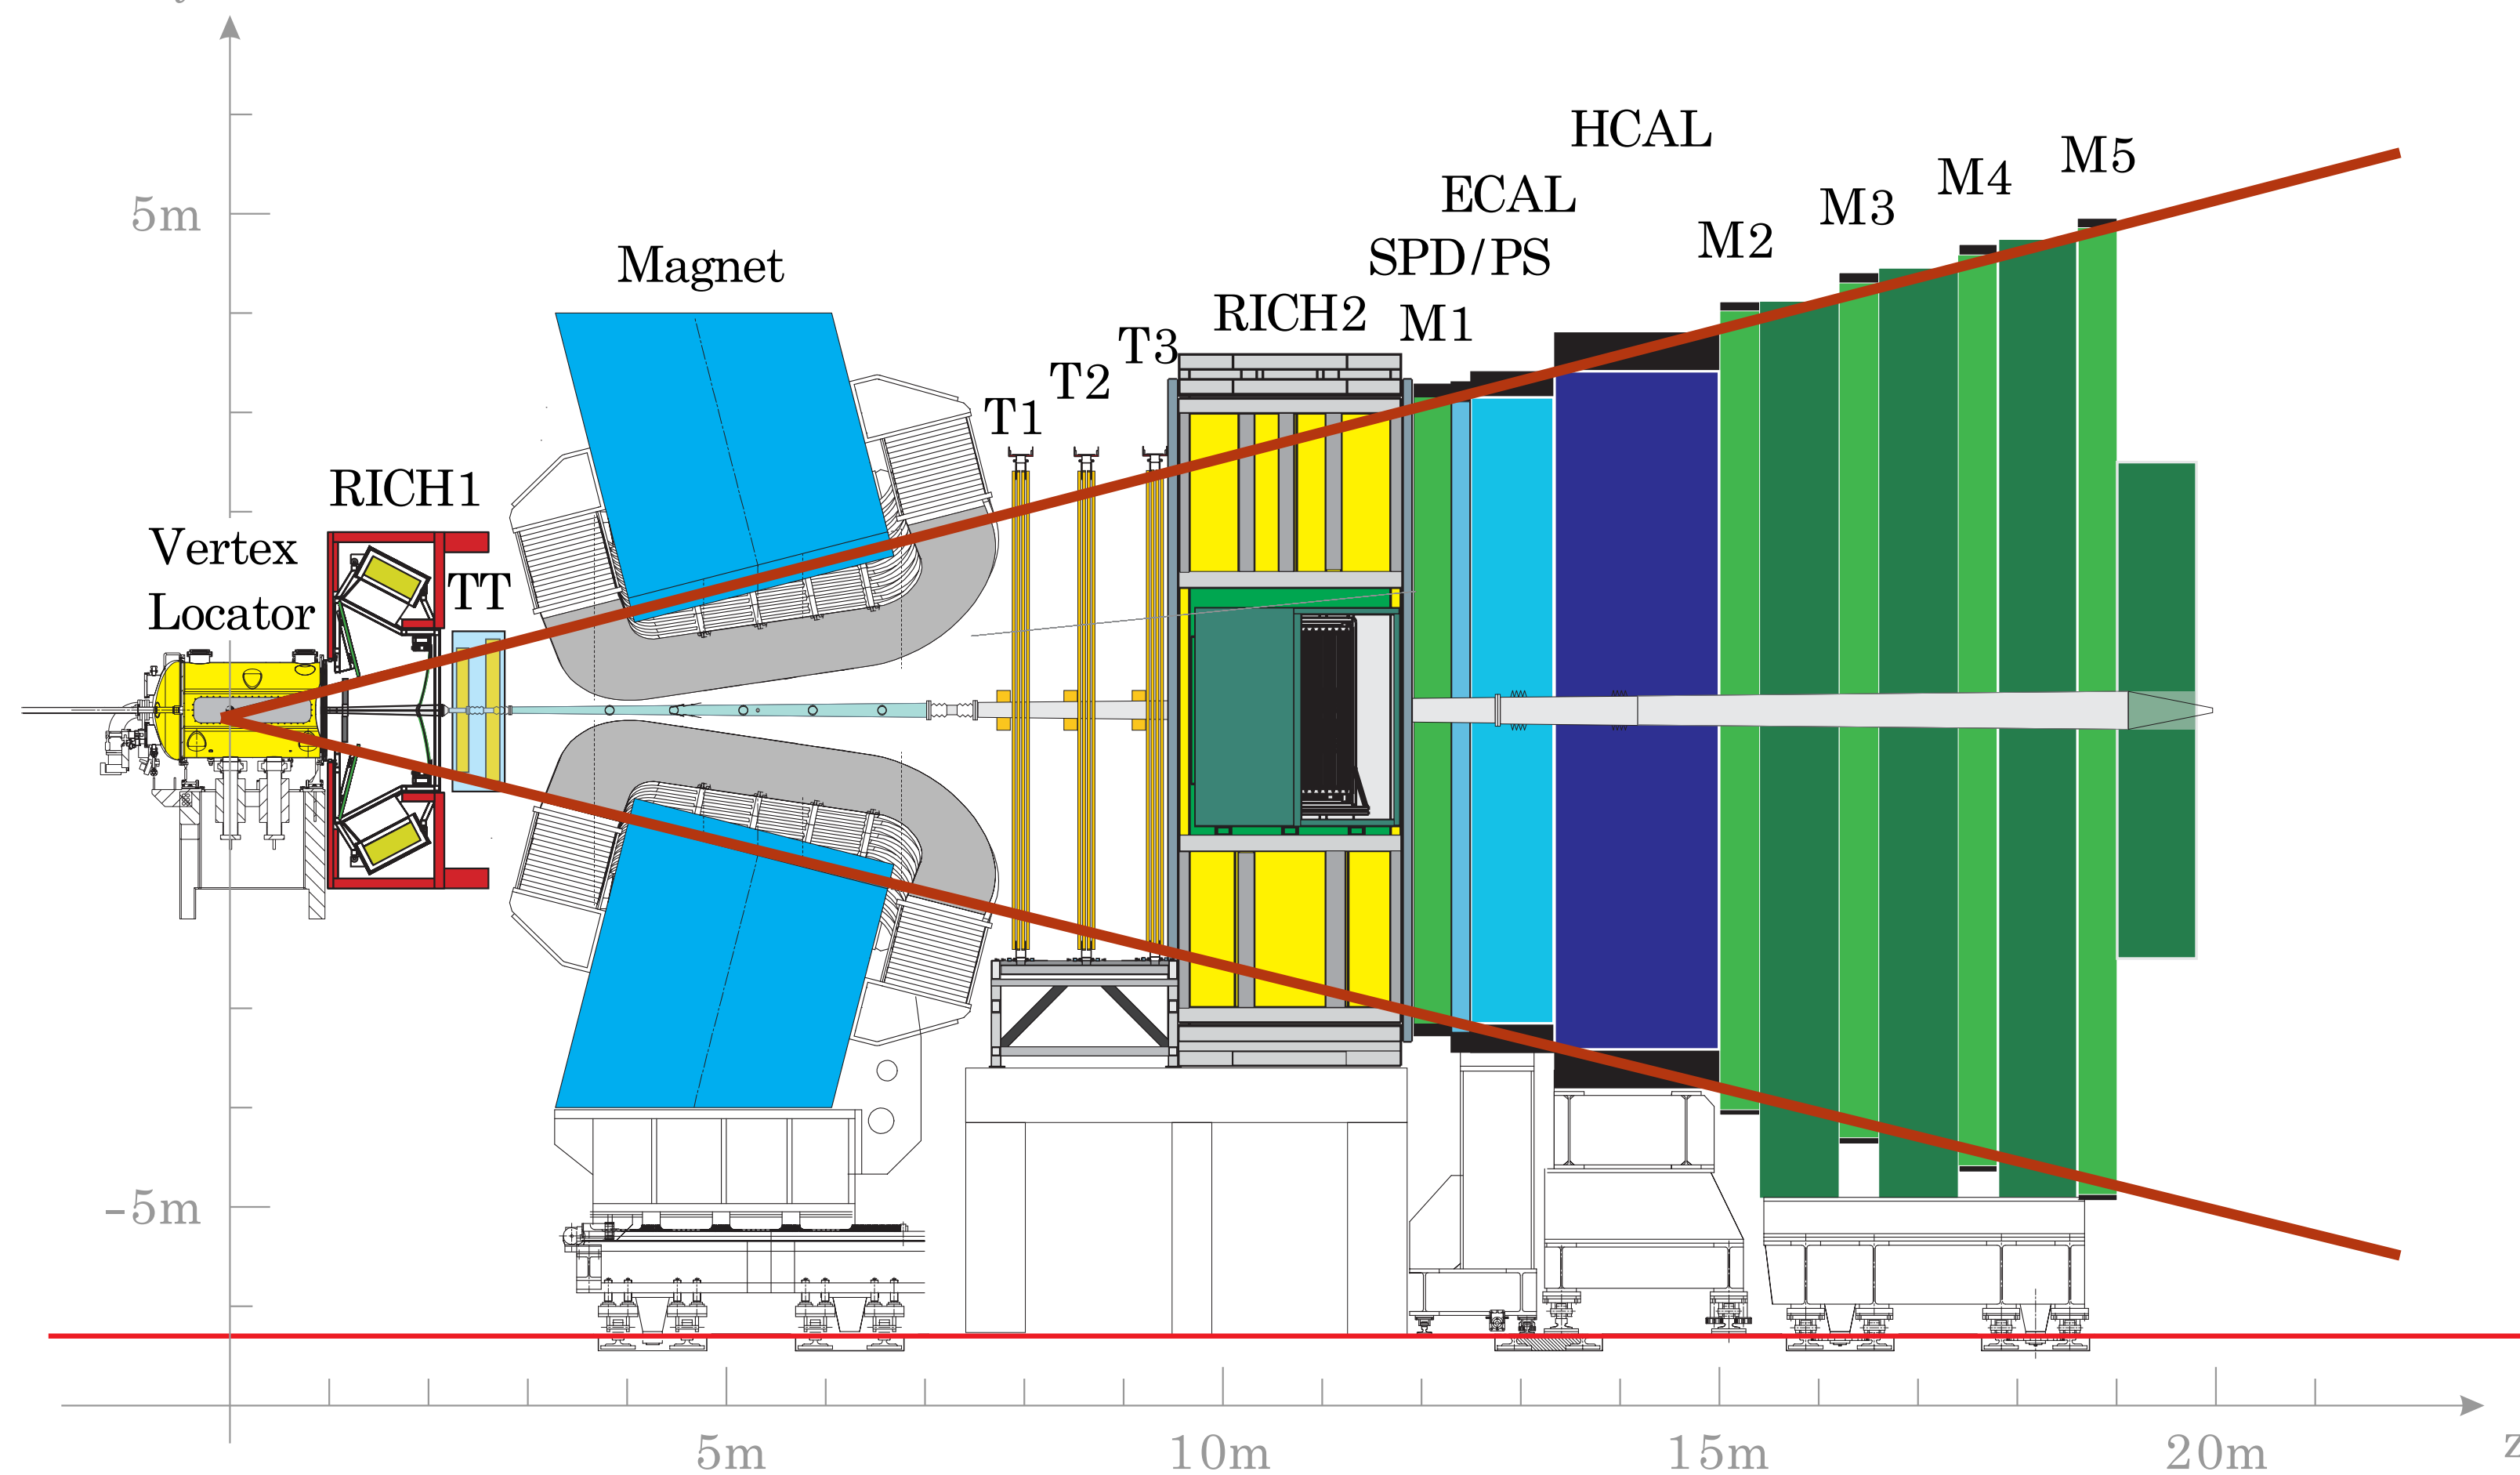 y
5m
Magnet
RICH1
Vertex
Locator
TT
T1
T2
T3
RICH2
M1
SPD/PS
ECAL
HCAL
M2
M3
M4
M5
-5m
5m
10m
15m
20m
z